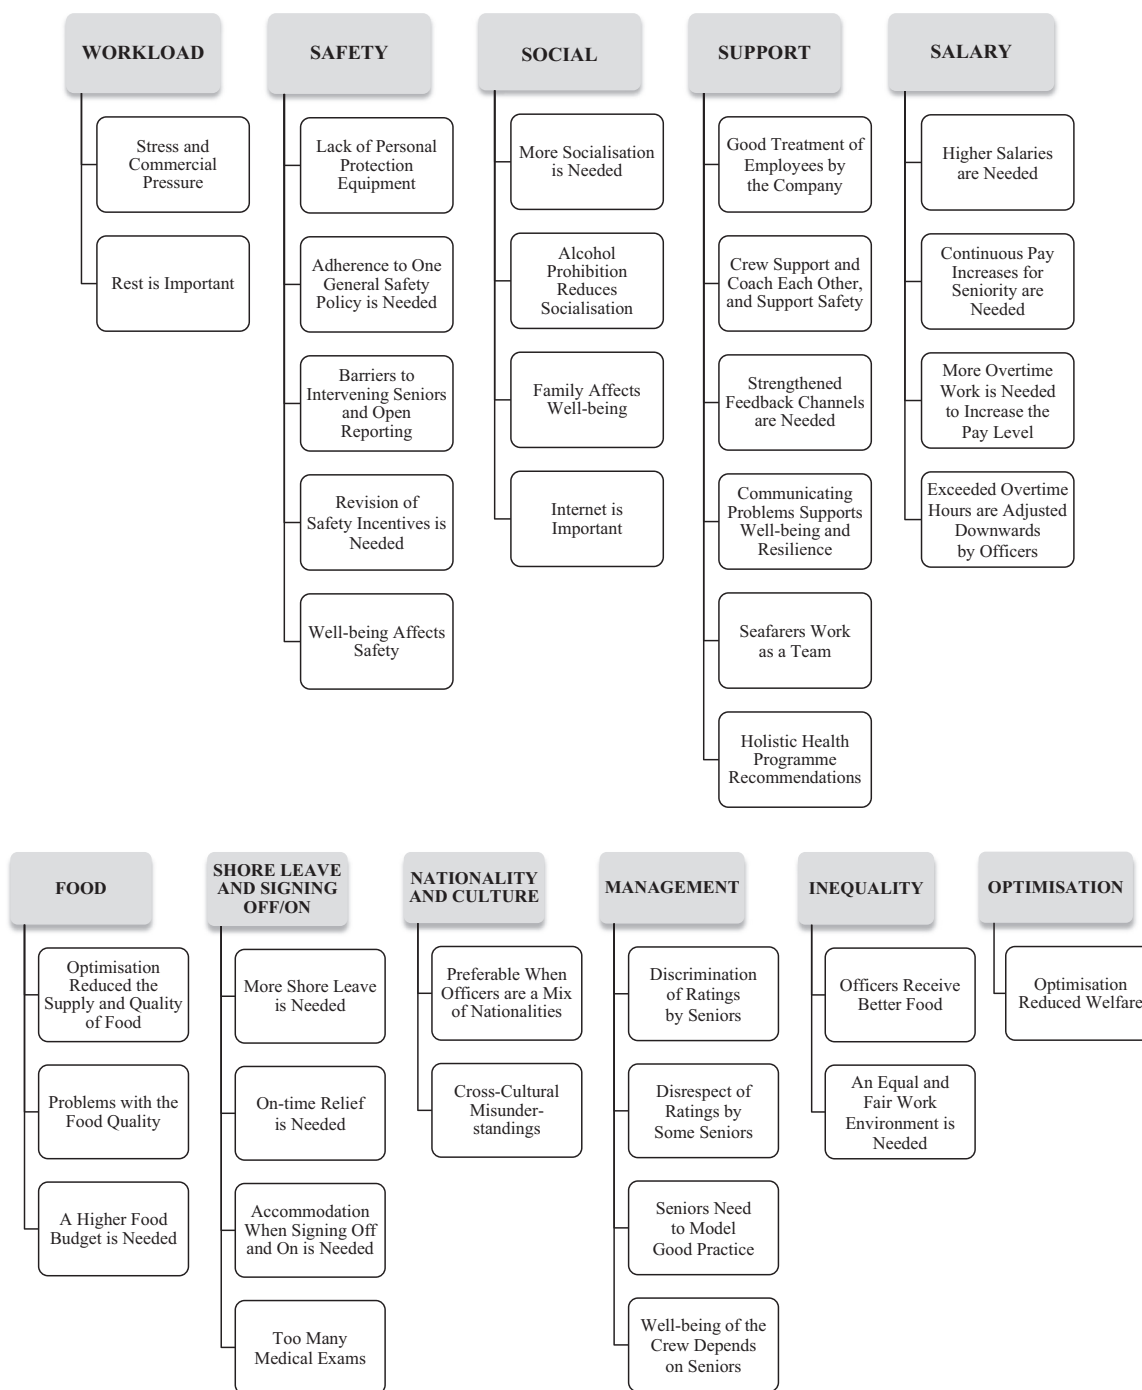 WORKLOAD
Stress and
Commercial
Pressure
Rest is Important
SAFETY
Lack of Personal
Protection
Equipment
Adherence to One
General Safety
Policy is Needed
Barriers to
Intervening Seniors
and Open
Reporting
Revision of
Safety Incentives is
Needed
Well-being Affects
Safety
SOCIAL
More Socialisation
is Needed
Alcohol
Prohibition
Reduces
Socialisation
Family Affects
Well-being
Internet is
Important
SUPPORT
Good Treatment of
Employees by
the Company
Crew Support and
Coach Each Other,
and Support Safety
Strengthened
Feedback Channels
are Needed
Communicating
Problems Supports
Well-being and
Resilience
Seafarers Work
as a Team
Holistic Health
Programme
Recommendations
SALARY
Higher Salaries
are Needed
Continuous Pay
Increases for
Seniority are
Needed
More Overtime
Work is Needed
to Increase the
Pay Level
Exceeded Overtime
Hours are Adjusted
Downwards
by Officers
FOOD
Optimisation
Reduced the
Supply and Quality
of Food
Problems with the
Food Quality
A Higher Food
Budget is Needed
SHORE LEAVE
AND SIGNING
OFF/ON
More Shore Leave
is Needed
On-time Relief
is Needed
Accommodation
When Signing Off
and On is Needed
Too Many
Medical Exams
NATIONALITY
AND CULTURE
Preferable When
Officers are a Mix
of Nationalities
Cross-Cultural
Misunder-
standings
MANAGEMENT
Discrimination
of Ratings
by Seniors
Disrespect of
Ratings by
Some Seniors
Seniors Need
to Model
Good Practice
Well-being of the
Crew Depends
on Seniors
INEQUALITY
Officers Receive
Better Food
An Equal and
Fair Work
Environment is
Needed
OPTIMISATION
Optimisation
Reduced Welfare